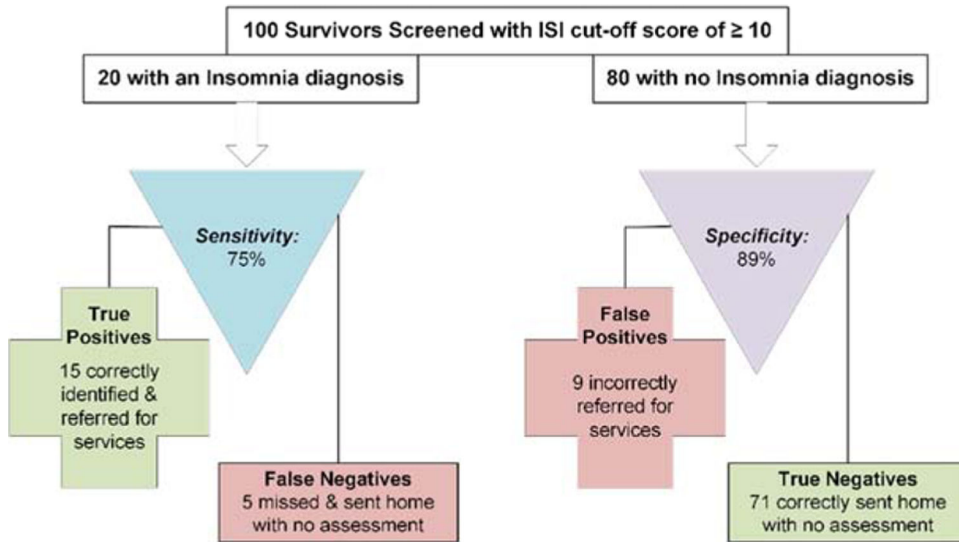 100 Survivors Screened with ISI cut-off score of ≥ 10
20 with an Insomnia diagnosis
80 with no Insomnia diagnosis
Sensitivity:
75%
Specificity:
89%
True
Positives
15 correctly
identified &
referred for
services
False
Positives
9 incorrectly
referred for
services
False Negatives
5 missed & sent home
with no assessment
True Negatives
71 correctly sent home
with no assessment